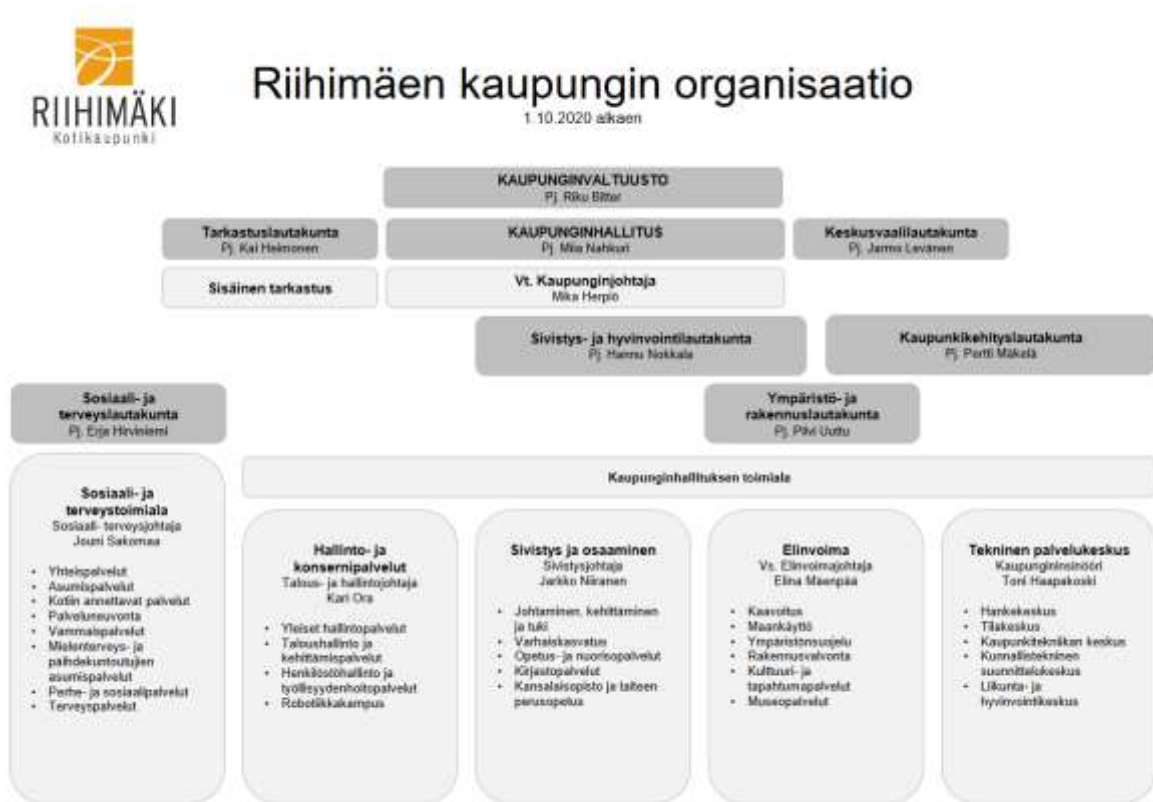 RIIHIMÄKI
Kotikaupunki
Riihimäen kaupungin organisaatio
1.10.2020 alkaen
KAUPUNGINVALTUUSTO
Pj. Riku Bitter
Tarkastuslautakunta
Pj. Kai Heimonen
KAUPUNGINHALLITUS
Pj. Miia Nahkuri
Keskusvaalilautakunta
Pj. Jarmo Levänen
Sisäinen tarkastus
Vt. Kaupunginjohtaja
Mika Herpiö
Sivistys- ja hyvinvointilautakunta
Pj. Hannu Nokkala
Kaupunkikehityslautakunta
Pj. Pertti Mäkelä
Sosiaali- ja
terveyslautakunta
Pj. Erja Hirviniemi
Ympäristö- ja
rakennuslautakunta
Pj. Pilvi Uuttu
Kaupunginhallituksen toimiala
Sosiaali- ja
terveystoimiala
Sosiaali- terveysjohtaja
Jouni Sakomaa
• Yhteispalvelut
• Asumispalvelut
• Kotiin annettavat palvelut
• Palveluneuvonta
• Vammaispalvelut
• Mielenterveys- ja
päihdekuntoutujien
asumispalvelut
• Perhe- ja sosiaalipalvelut
• Terveyspalvelut
Hallinto- ja
konsernipalvelut
Talous- ja hallintojohtaja
Kari Ora
• Yleiset hallintopalvelut
• Taloushallinto ja
kehittämispalvelut
• Henkilöstöhallinto ja
työllisyydenhoitopalvelut
• Robotiikkakampus
Sivistys ja osaaminen
Sivistysjohtaja
Jarkko Niiranen
• Johtaminen, kehittäminen
ja tuki
• Varhaiskasvatus
• Opetus- ja nuorisopalvelut
• Kirjastopalvelut
• Kansalaisopisto ja taiteen
perusopetus
Elinvoima
Vs. Elinvoimajohtaja
Elina Mäenpää
• Kaavoitus
• Maankäyttö
• Ympäristönsuojelu
• Rakennusvalvonta
• Kulttuuri- ja
tapahtumapalvelut
• Museopalvelut
Tekninen palvelukeskus
Kaupungininsinööri
Toni Haapakoski
• Hankekeskus
• Tilakeskus
• Kaupunkitekniikan keskus
• Kunnallistekninen
suunnittelukeskus
• Liikunta- ja
hyvinvointikeskus